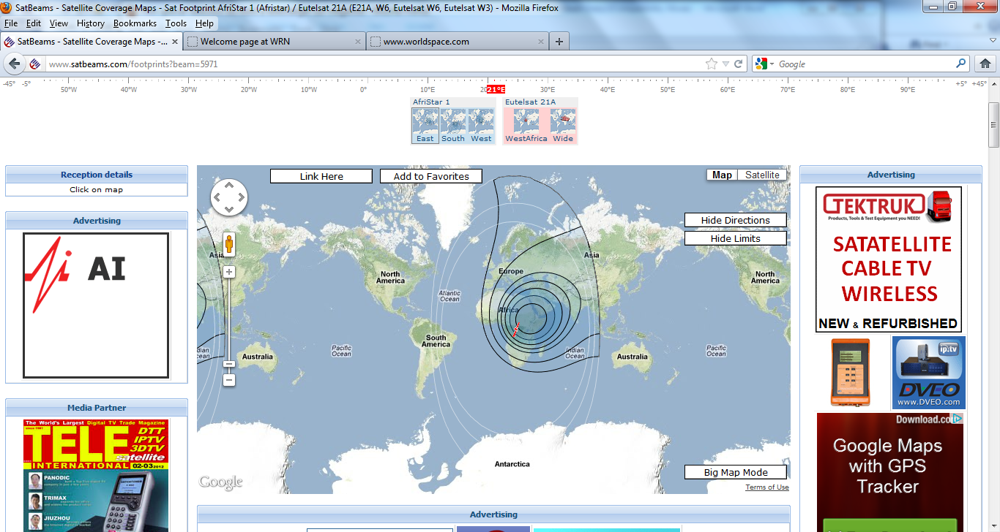 SatBeams - Satellite Coverage Maps - Sat Footprint AfriStar 1 (Afristar) / Eutelsat 21A (E21A, W6, Eutelsat W6, Eutelsat W3) - Mozilla Firefox
File Edit View History Bookmarks Tools Help
SatBeams - Satellite Coverage Maps - ...
Welcome page at WRN
www.worldspace.com
www.satbeams.com/footprints?beam=5971
Google
-45° -5° 50°W 40°W 30°W 20°W 10°W 0° 10°E 20 21°E 30°E 40°E 50°E 60°E 70°E 80°E 90°E +5° +45°
AfriStar 1
East South West
Eutelsat 21A
WestAfrica Wide
Reception details
Click on map
Advertising
AI
Media Partner
The World's Largest Digital TV Trade Magazine
since 1981
TELE
DTT
IPTV
3DTV
satellite
INTERNATIONAL 02-03 2012
PANODIC
TRIMAX
JIUZHOU
Link Here
Add to Favorites
Map
Satellite
Hide Directions
Hide Limits
Asia
North America
Atlantic Ocean
Europe
Asia
North America
Africa
South America
Pacific Ocean
Indian Ocean
dian Ocean
Australia
Australia
Pacific Ocean
Antarctica
Google
Big Map Mode
Terms of Use
Advertising
Advertising
TEKTRUK
Products, Tools & Test Equipment you NEED!
SATATELLITE
CABLE TV
WIRELESS
NEW & REFURBISHED
ip.tv
DVEO
www.DVEO.com
Download.co
Google Maps
with GPS
Tracker